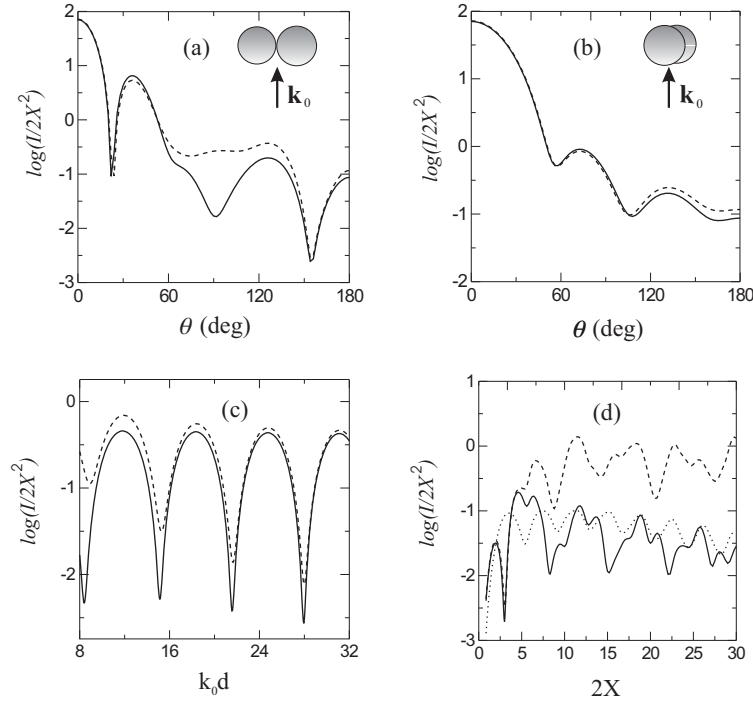 (a)
k₀
log(I/2X²)
2
1
0
-1
-2
-3
0 60 120 180
θ (deg)
(b)
k₀
log(I/2X²)
2
1
0
-1
2
0 60 120 180
θ (deg)
(c)
log(I/2X²)
0
-1
-2
8 16 24 32
k₀d
(d)
log(I/2X²)
1
0
-1
-2
-3
0 5 10 15 20 25 30
2X